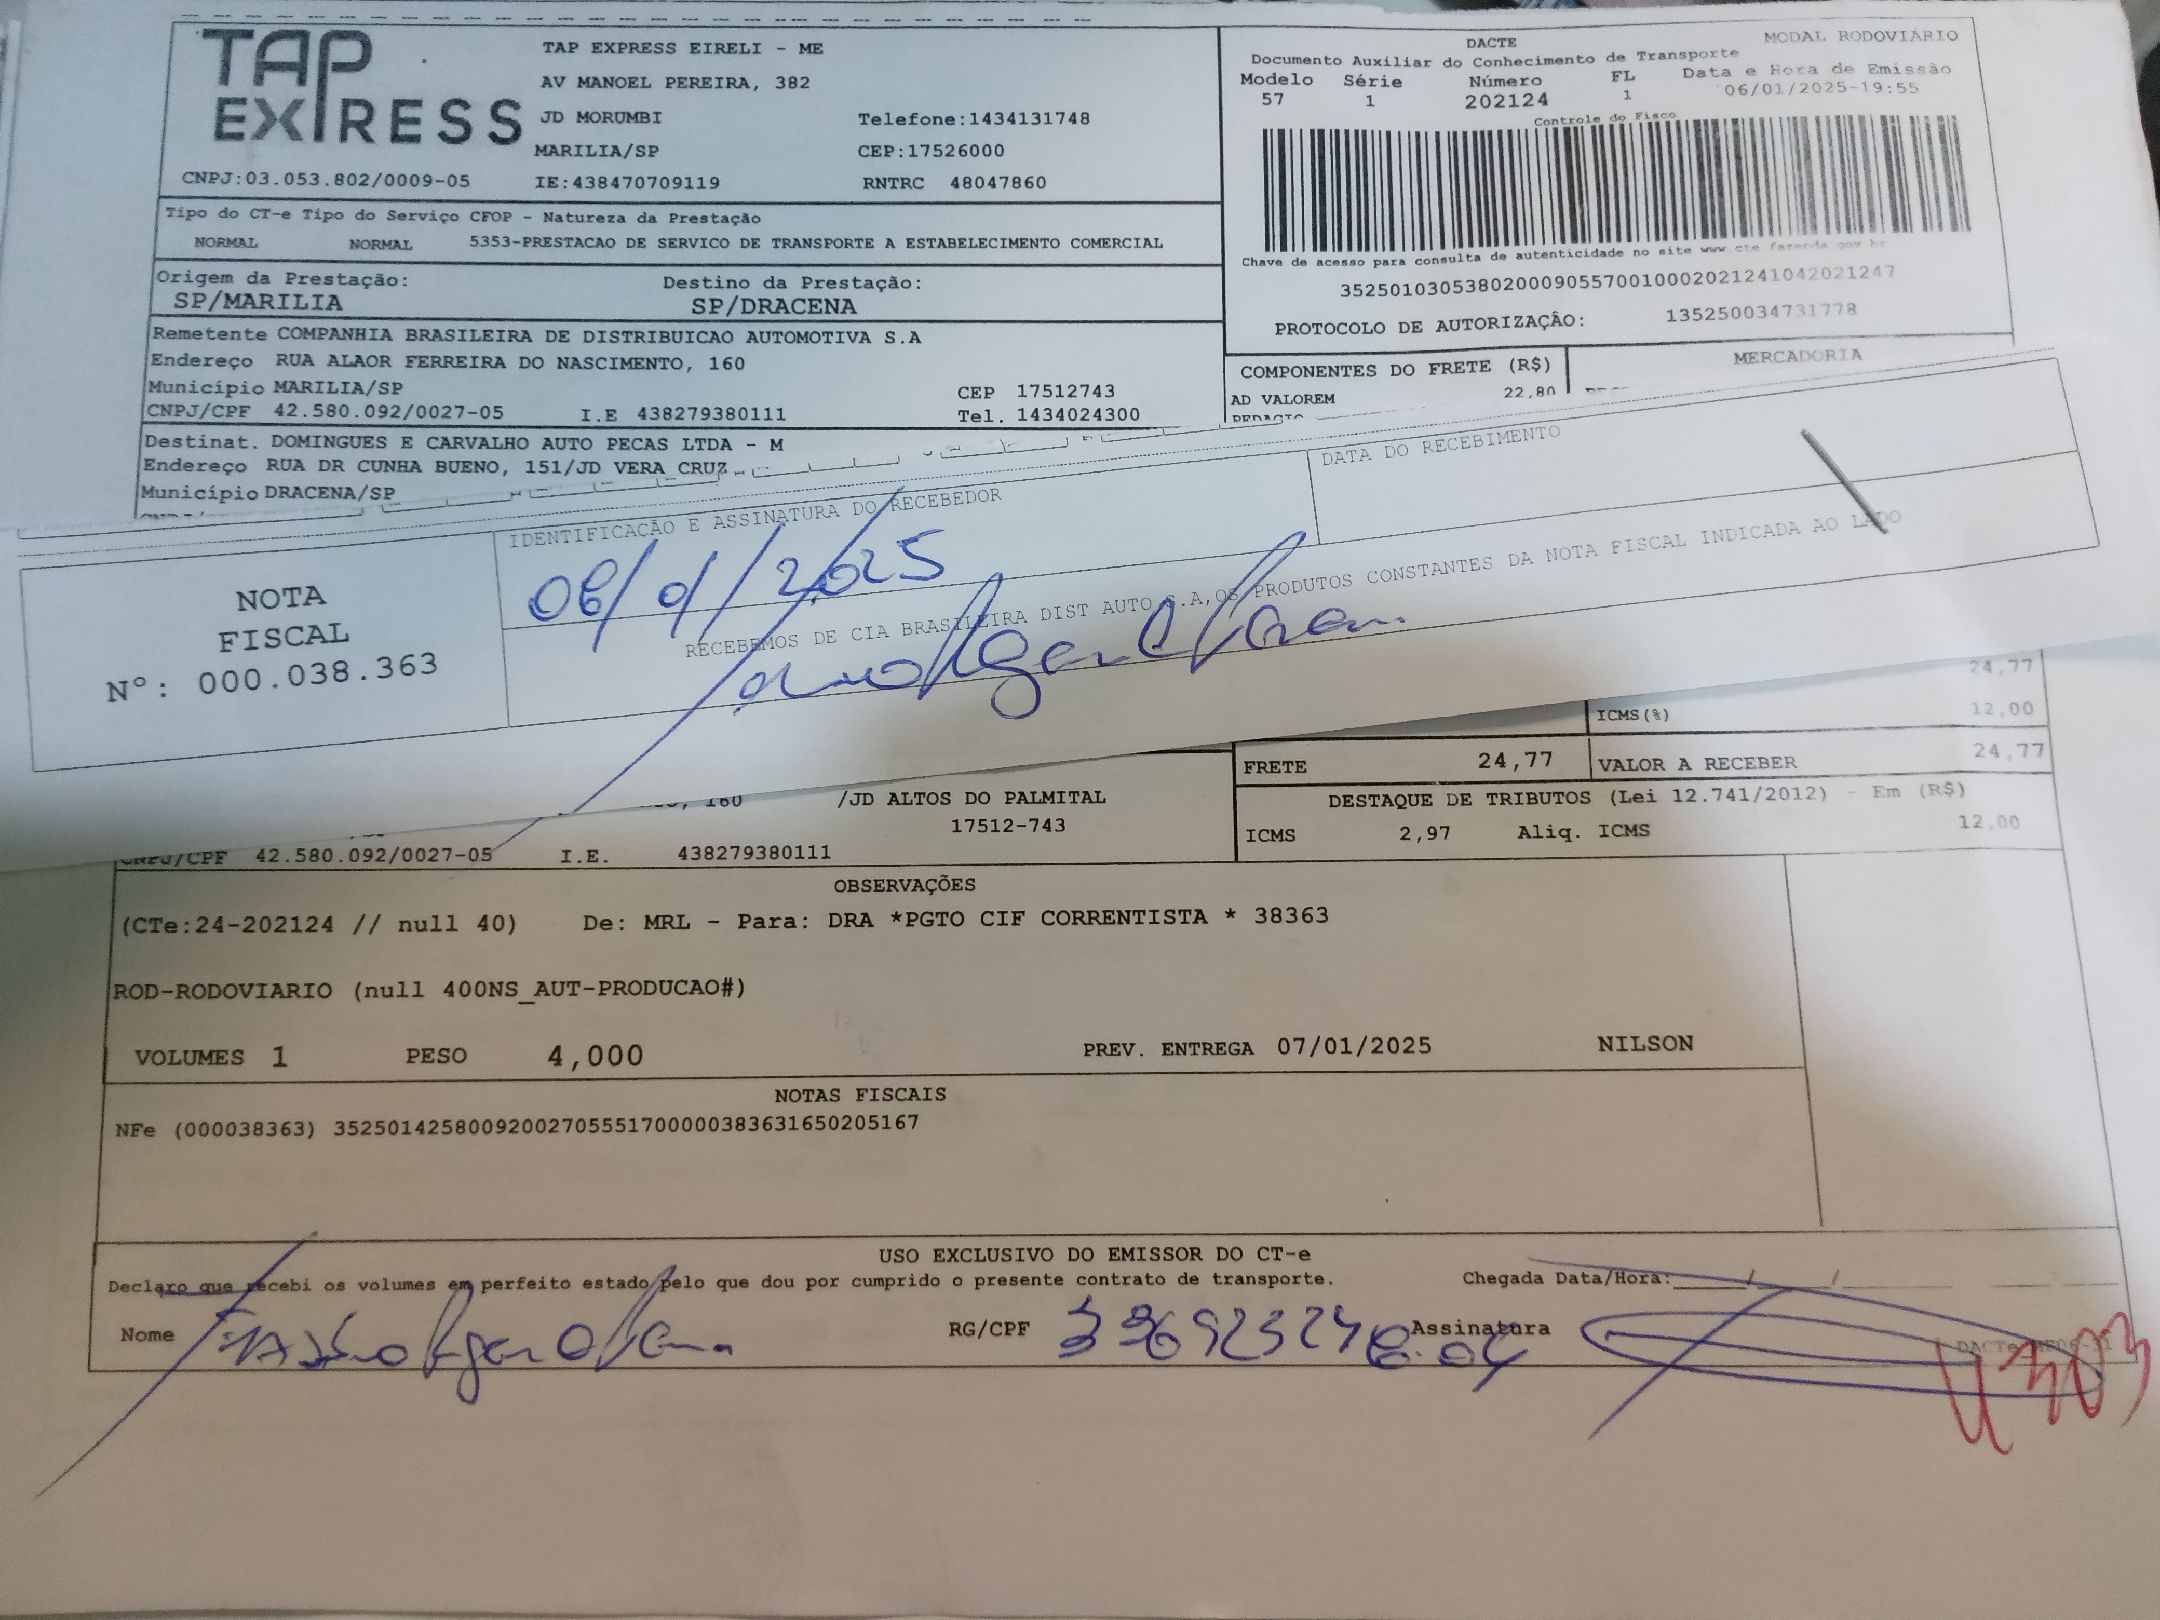 TAP EXPRESS
TAP EXPRESS EIRELI - ME
AV MANOEL PEREIRA, 382
JD MORUMBI Telefone:1434131748
MARILIA/SP CEP:17526000
CNPJ:03.053.802/0009-05 IE:438470709119 RNTRC 48047860
DACTE MODAL RODOVIÁRIO
Documento Auxiliar do Conhecimento de Transporte
Modelo Série Número FL Data e Hora de Emissão
57 1 202124 1 06/01/2025-19:55
Controle do Fisco
Chave de acesso para consulta de autenticidade no site www.cte.fazenda.gov.br
35250103053802000905570010002021241042021247
PROTOCOLO DE AUTORIZAÇÃO: 135250034731778
Tipo do CT-e Tipo do Serviço CFOP - Natureza da Prestação
NORMAL NORMAL 5353-PRESTACAO DE SERVICO DE TRANSPORTE A ESTABELECIMENTO COMERCIAL
Origem da Prestação: Destino da Prestação:
SP/MARILIA SP/DRACENA
Remetente COMPANHIA BRASILEIRA DE DISTRIBUICAO AUTOMOTIVA S.A
Endereço RUA ALAOR FERREIRA DO NASCIMENTO, 160
Município MARILIA/SP CEP 17512743
CNPJ/CPF 42.580.092/0027-05 I.E 438279380111 Tel. 1434024300
COMPONENTES DO FRETE (R$) MERCADORIA
AD VALOREM 22,80
Destinat. DOMINGUES E CARVALHO AUTO PECAS LTDA - M
Endereço RUA DR CUNHA BUENO, 151/JD VERA CRUZ
Município DRACENA/SP
IDENTIFICAÇÃO E ASSINATURA DO RECEBEDOR DATA DO RECEBIMENTO
NOTA
FISCAL
Nº: 000.038.363
RECEBEMOS DE CIA BRASILEIRA DIST AUTO S.A,OS PRODUTOS CONSTANTES DA NOTA FISCAL INDICADA AO LADO
24,77
ICMS(%) 12,00
FRETE 24,77 VALOR A RECEBER 24,77
DESTAQUE DE TRIBUTOS (Lei 12.741/2012) - Em (R$)
ICMS 2,97 Aliq. ICMS 12,00
, 160 /JD ALTOS DO PALMITAL
17512-743
CNPJ/CPF 42.580.092/0027-05 I.E. 438279380111
OBSERVAÇÕES
(CTe:24-202124 // null 40) De: MRL - Para: DRA *PGTO CIF CORRENTISTA * 38363
ROD-RODOVIARIO (null 400NS_AUT-PRODUCAO#)
VOLUMES 1 PESO 4,000 PREV. ENTREGA 07/01/2025 NILSON
NOTAS FISCAIS
NFe (000038363) 35250142580092002705551700000383631650205167
USO EXCLUSIVO DO EMISSOR DO CT-e
Declaro que recebi os volumes em perfeito estado pelo que dou por cumprido o presente contrato de transporte. Chegada Data/Hora:
Nome RG/CPF Assinatura